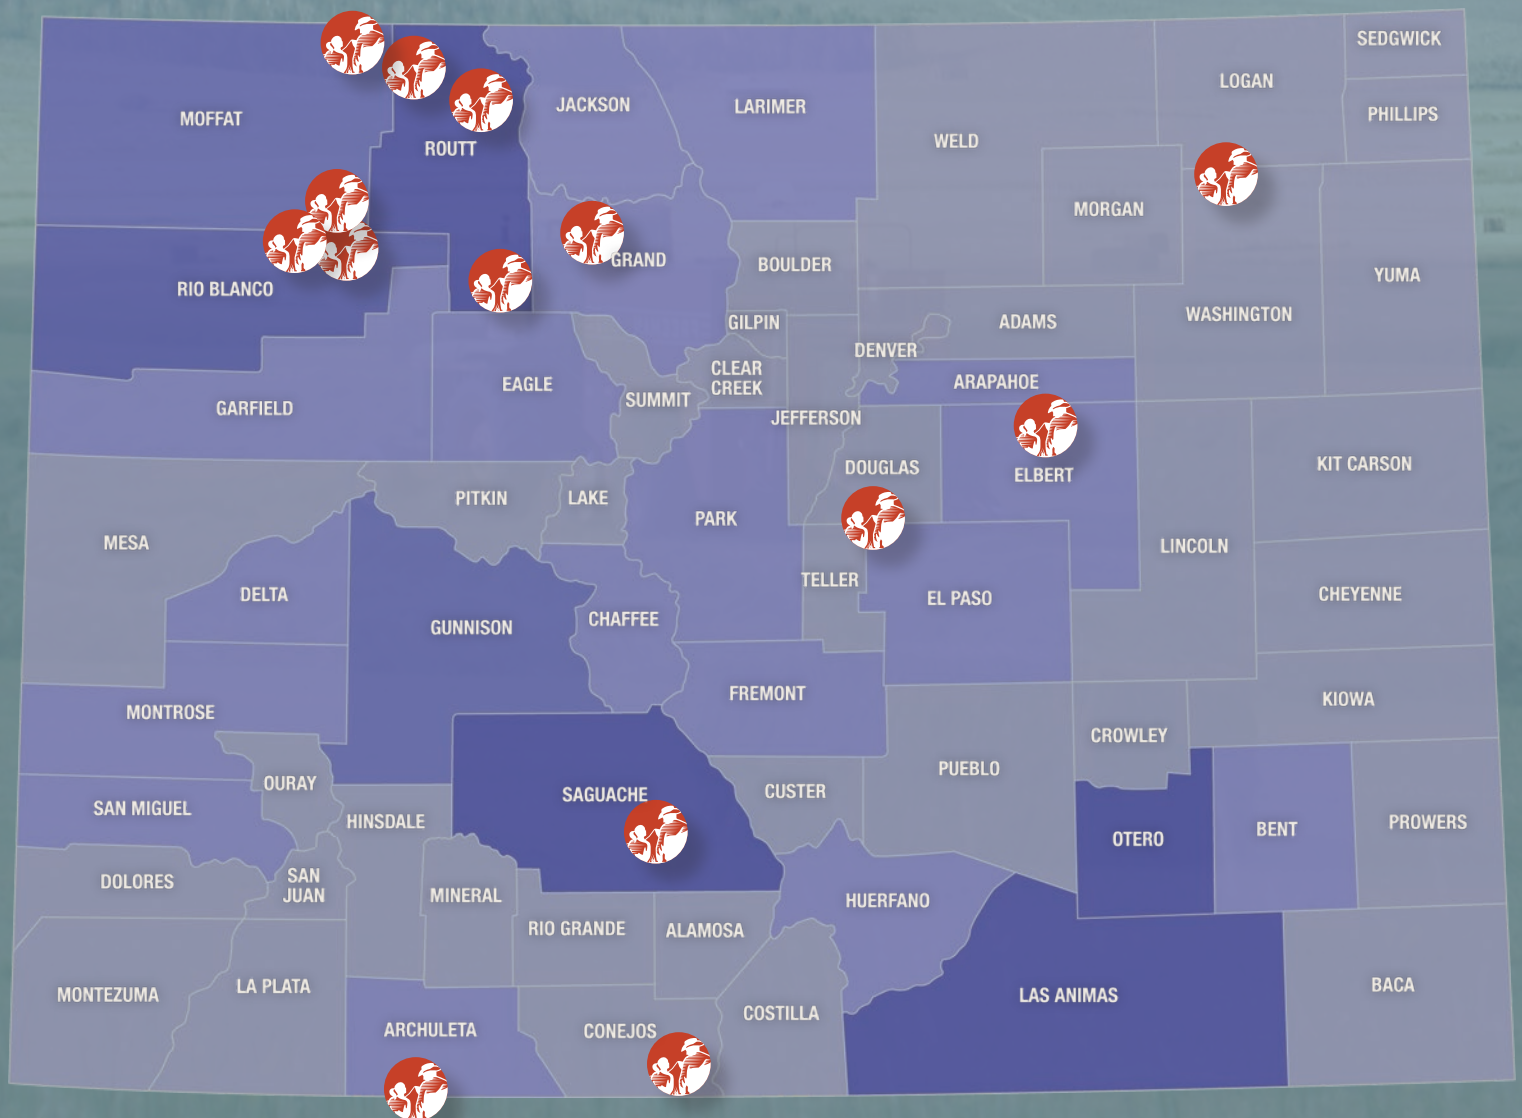 SEDGWICK
LOGAN
JACKSON
LARIMER
PHILLIPS
MOFFAT
WELD
ROUTT
MORGAN
GRAND
BOULDER
YUMA
RIO BLANCO
WASHINGTON
GILPIN
ADAMS
DENVER
CLEAR
CREEK
ARAPAHOE
EAGLE
SUMMIT
GARFIELD
JEFFERSON
DOUGLAS
KIT CARSON
ELBERT
PITKIN
LAKE
PARK
MESA
LINCOLN
TELLER
DELTA
EL PASO
CHEYENNE
CHAFFEE
GUNNISON
FREMONT
KIOWA
MONTROSE
CROWLEY
PUEBLO
OURAY
SAGUACHE
CUSTER
SAN MIGUEL
HINSDALE
PROWERS
BENT
OTERO
DOLORES
SAN
JUAN
MINERAL
HUERFANO
RIO GRANDE
ALAMOSA
LA PLATA
BACA
MONTEZUMA
LAS ANIMAS
COSTILLA
ARCHULETA
CONEJOS